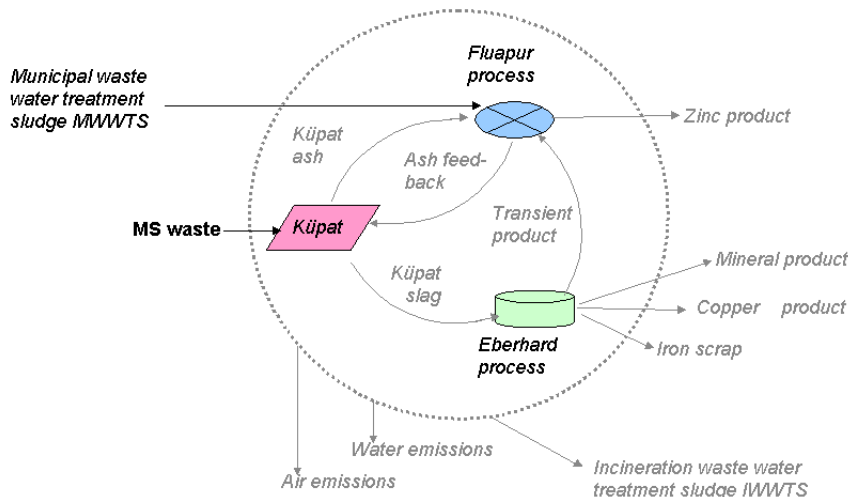 Fluapur
process
Municipal waste
water treatment
sludge MWWTS
Zinc product
Küpat
ash
Ash feed-
back
MS waste
Küpat
Transient
product
Küpat
slag
Mineral product
Copper product
Iron scrap
Eberhard
process
Water emissions
Air emissions
Incineration waste water
treatment sludge IWWTS